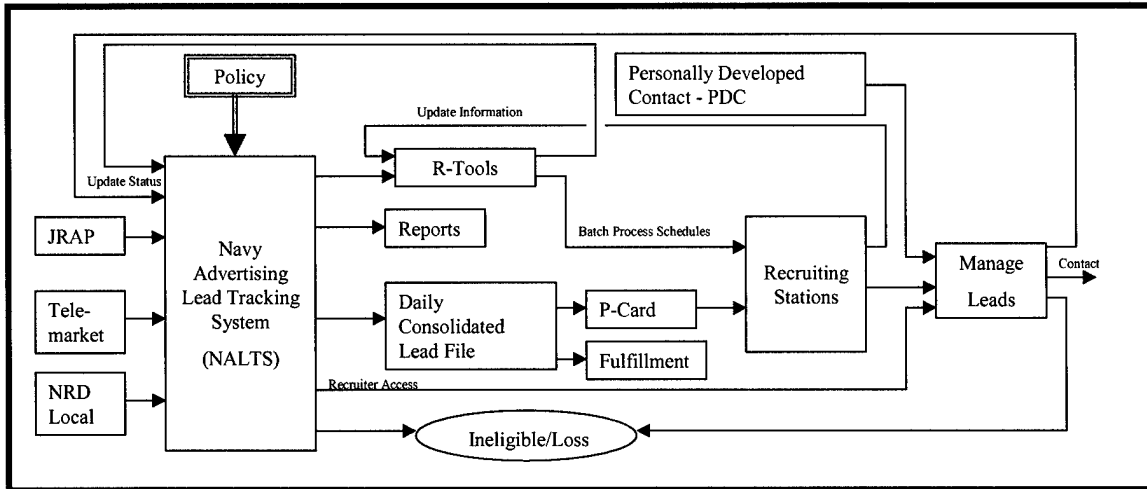 Policy
Personally Developed
Contact - PDC
Update Information
R-Tools
Update Status
JRAP
Reports
Batch Process Schedules
Navy
Advertising
Lead Tracking
System
(NALTS)
Recruiting
Stations
Manage
Leads
Contact
Tele-
market
Daily
Consolidated
Lead File
P-Card
Fulfillment
NRD
Local
Recruiter Access
Ineligible/Loss